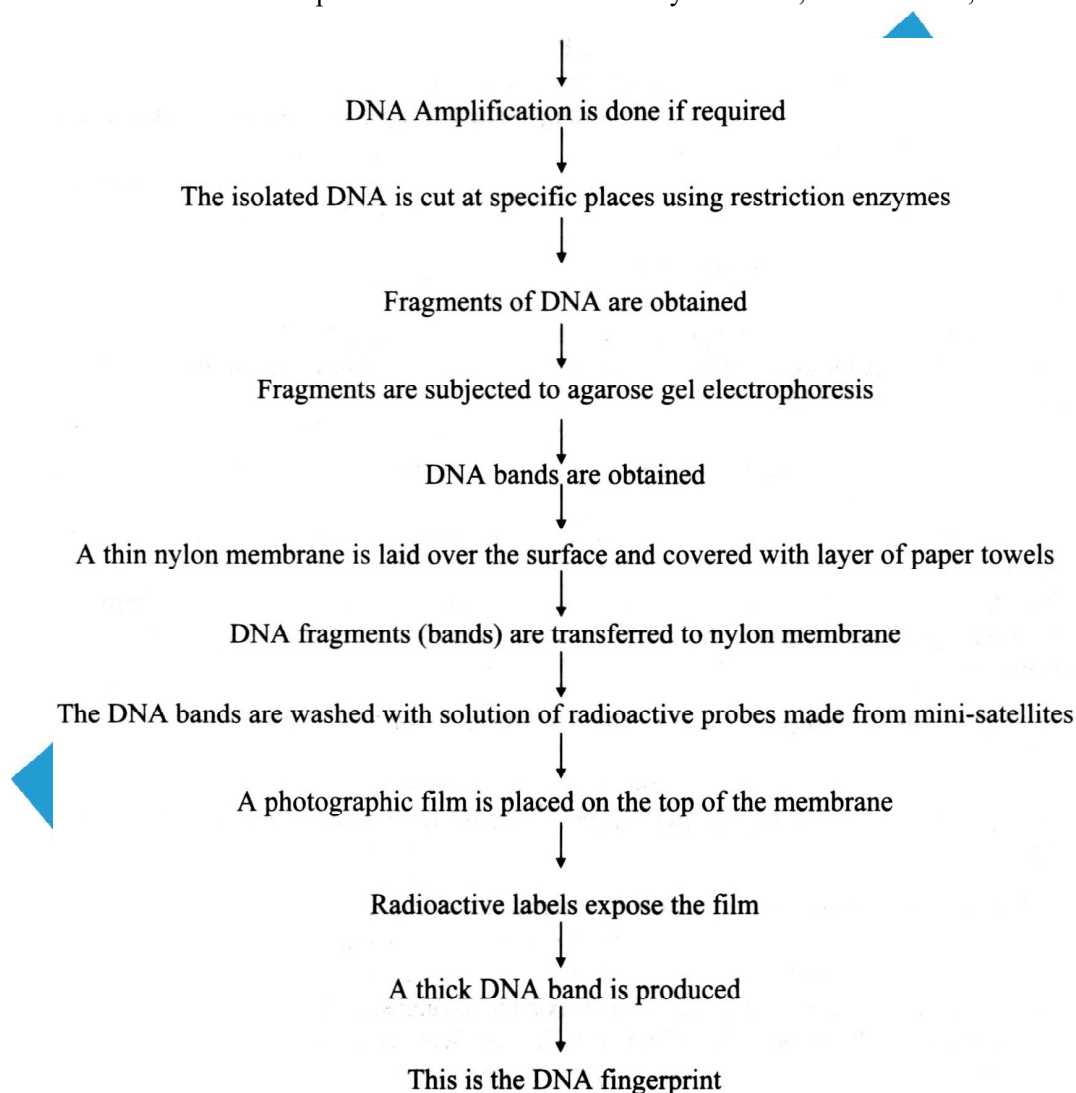 DNA Amplification is done if required
The isolated DNA is cut at specific places using restriction enzymes
Fragments of DNA are obtained
Fragments are subjected to agarose gel electrophoresis
DNA bands are obtained
A thin nylon membrane is laid over the surface and covered with layer of paper towels
DNA fragments (bands) are transferred to nylon membrane
The DNA bands are washed with solution of radioactive probes made from mini-satellites
A photographic film is placed on the top of the membrane
Radioactive labels expose the film
A thick DNA band is produced
This is the DNA fingerprint